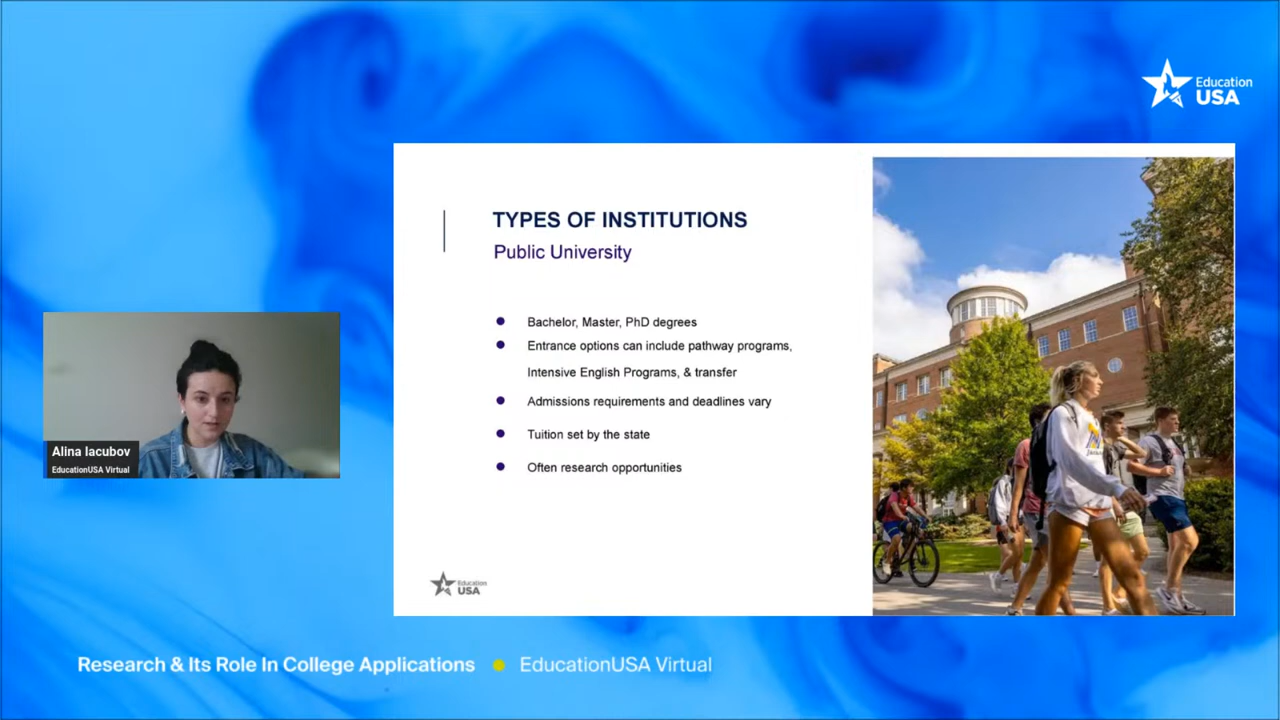 Education
USA
TYPES OF INSTITUTIONS
Public University
Bachelor, Master, PhD degrees
Entrance options can include pathway programs,
Intensive English Programs, & transfer
Admissions requirements and deadlines vary
Tuition set by the state
Often research opportunities
Alina Iacubov
EducationUSA Virtual
Education
USA
Research & Its Role In College Applications
EducationUSA Virtual